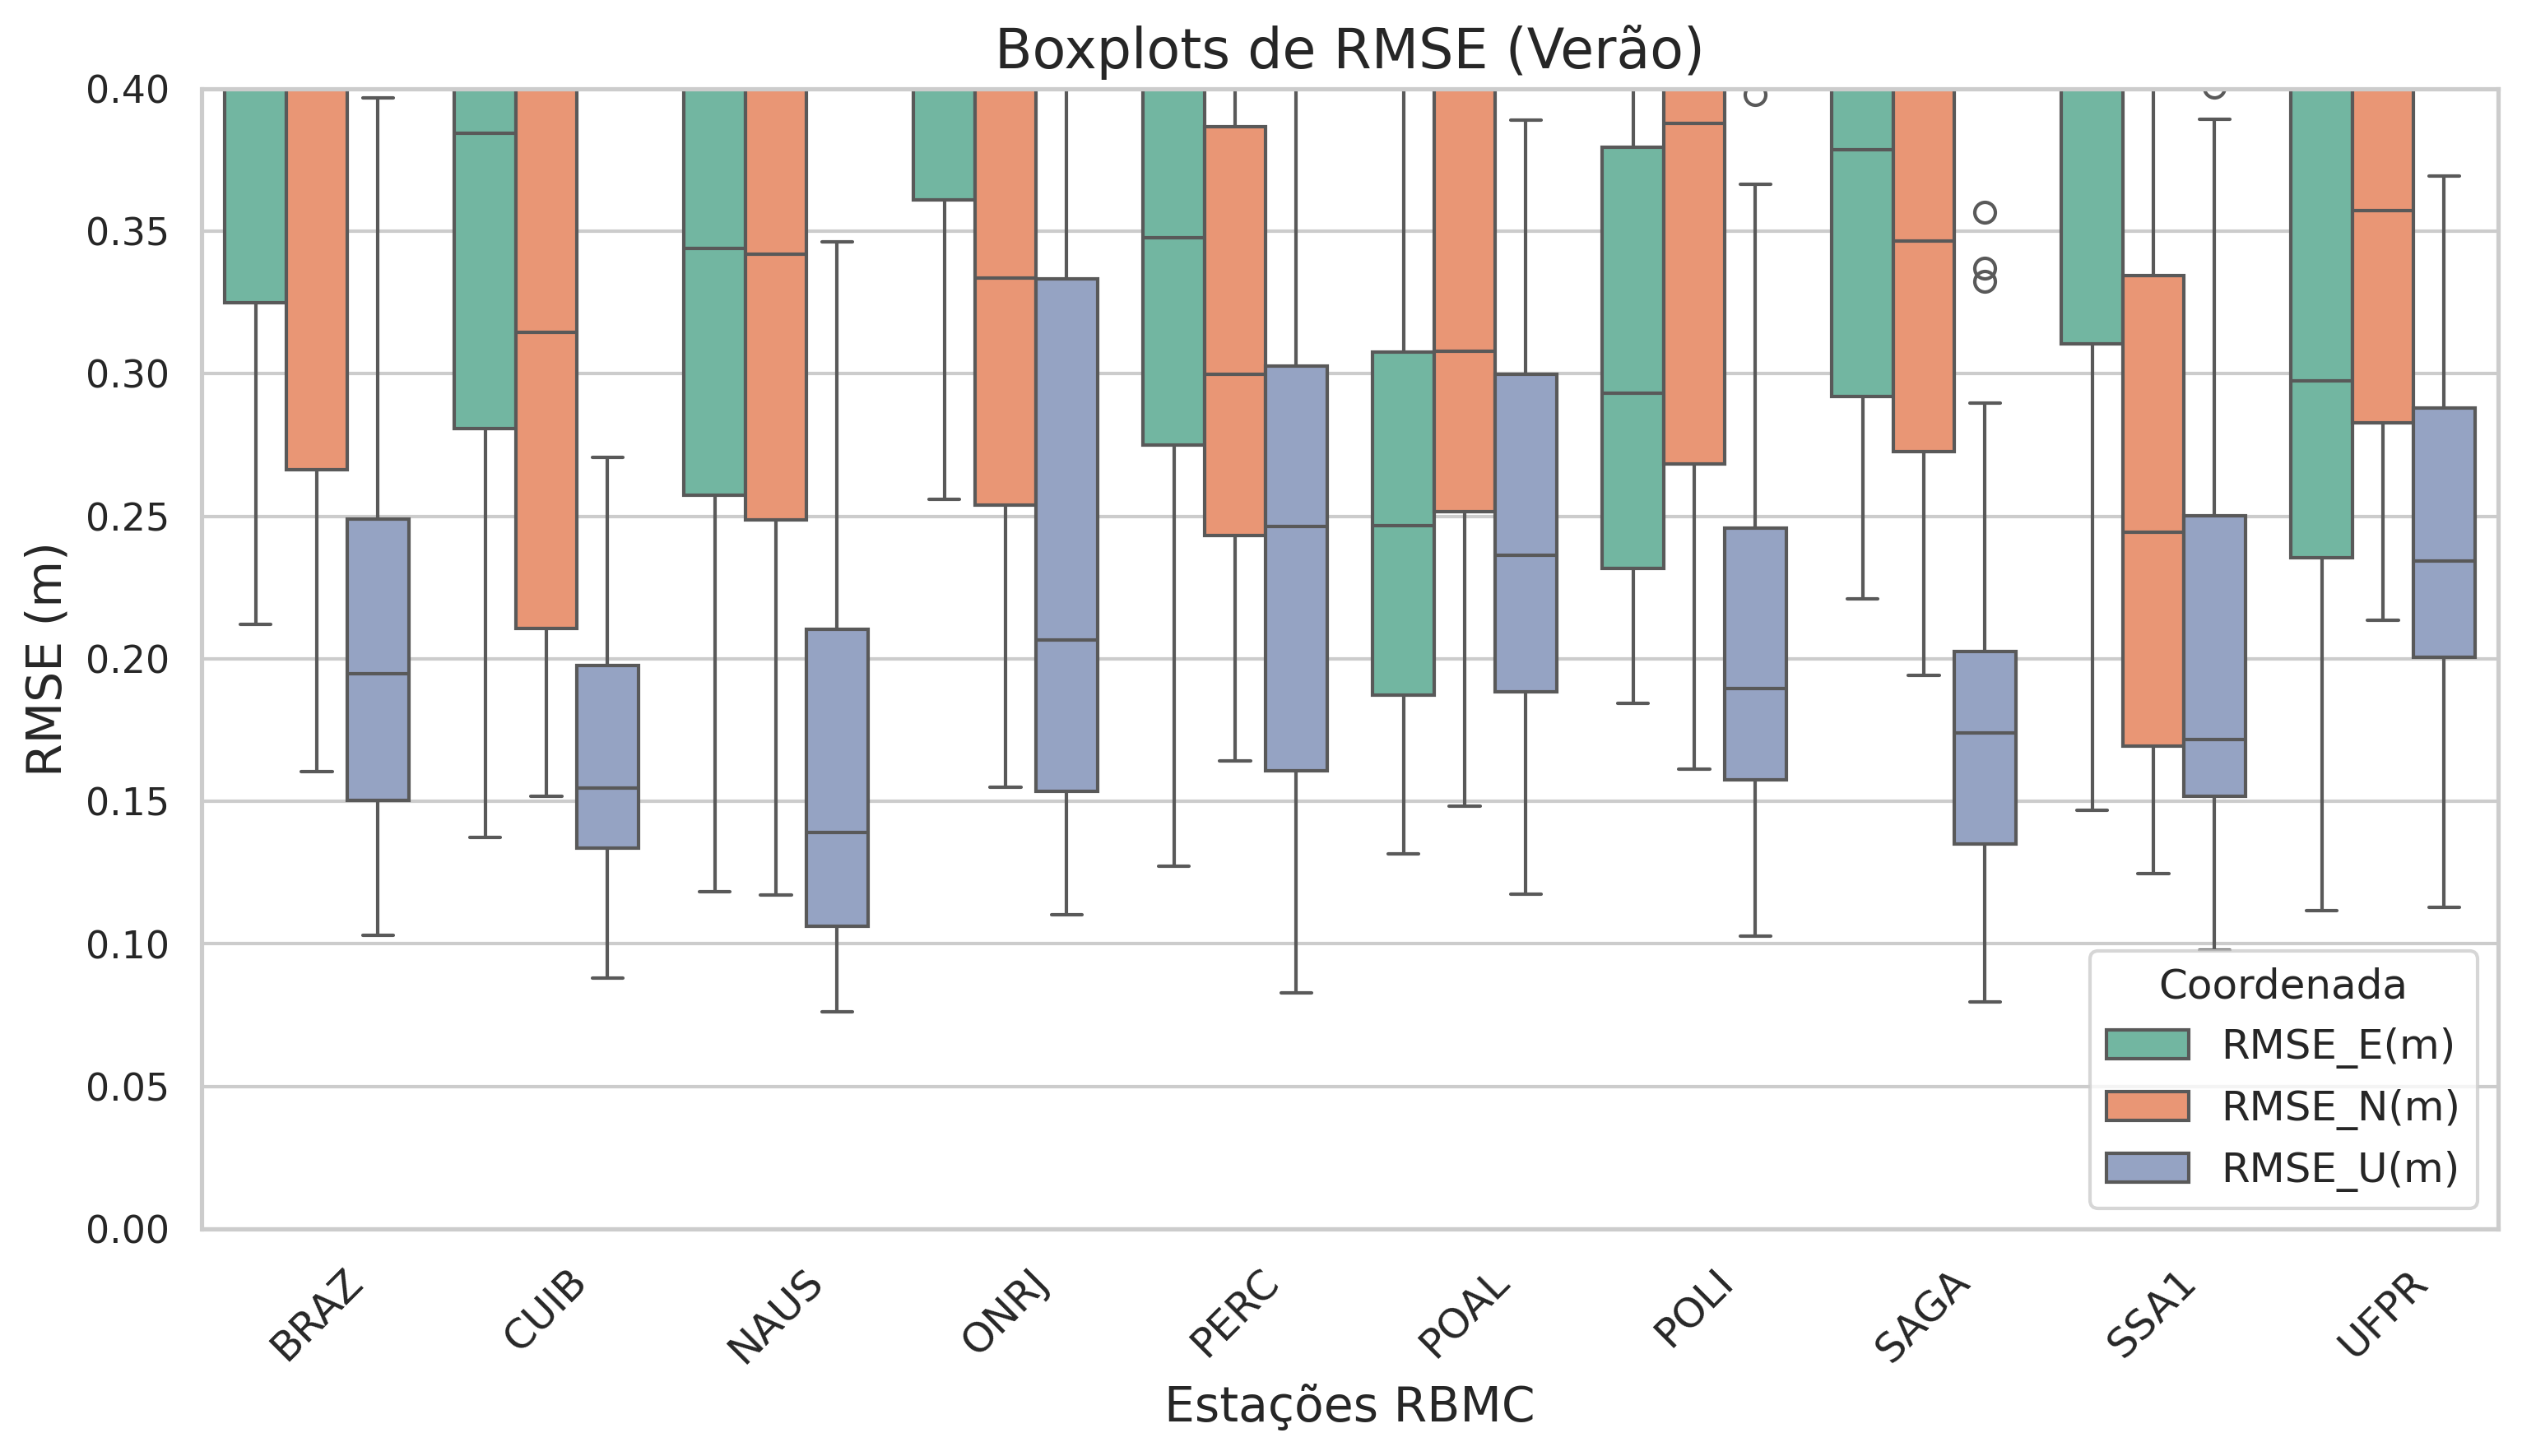 Boxplots de RMSE (Verão)
0.40
0.35
0.30
0.25
0.20
0.15
0.10
0.05
0.00
RMSE (m)
BRAZ
CUIB
NAUS
ONRJ
PERC
POAL
POLI
SAGA
SSA1
UFPR
Estações RBMC
Coordenada
RMSE_E(m)
RMSE_N(m)
RMSE_U(m)